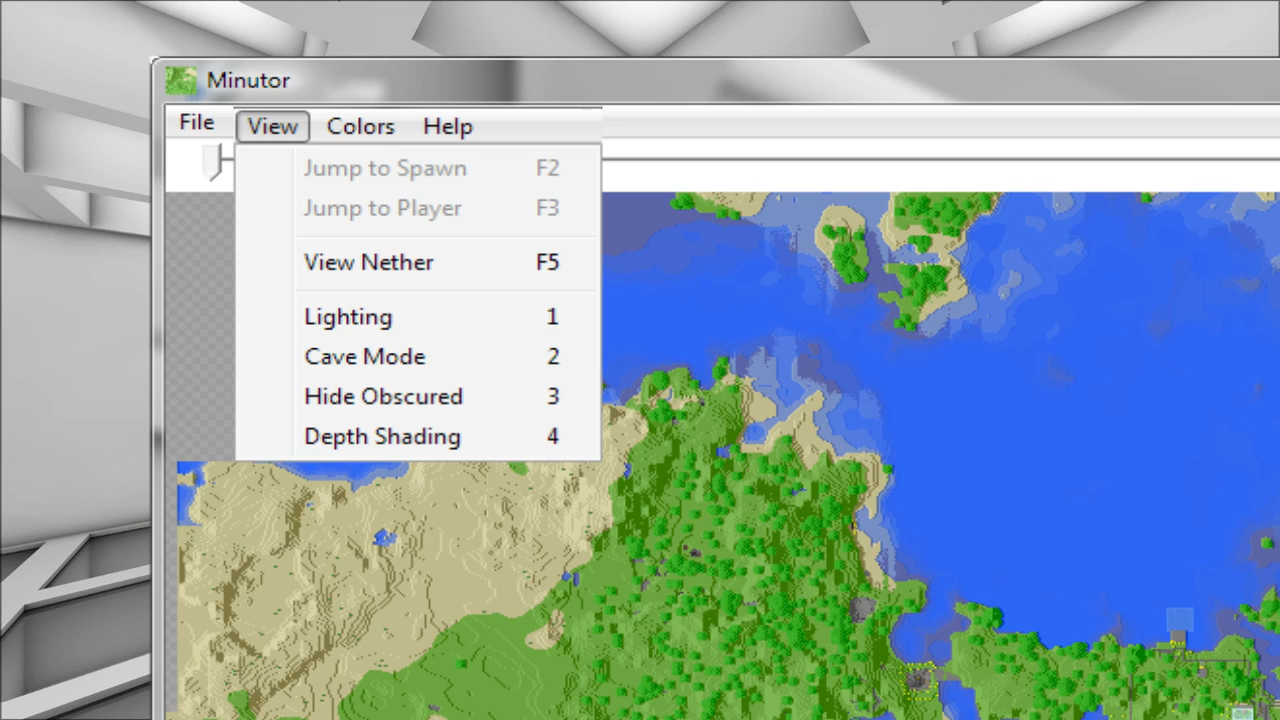 Minutor
File View Colors Help
Jump to Spawn F2
Jump to Player F3
View Nether F5
Lighting 1
Cave Mode 2
Hide Obscured 3
Depth Shading 4